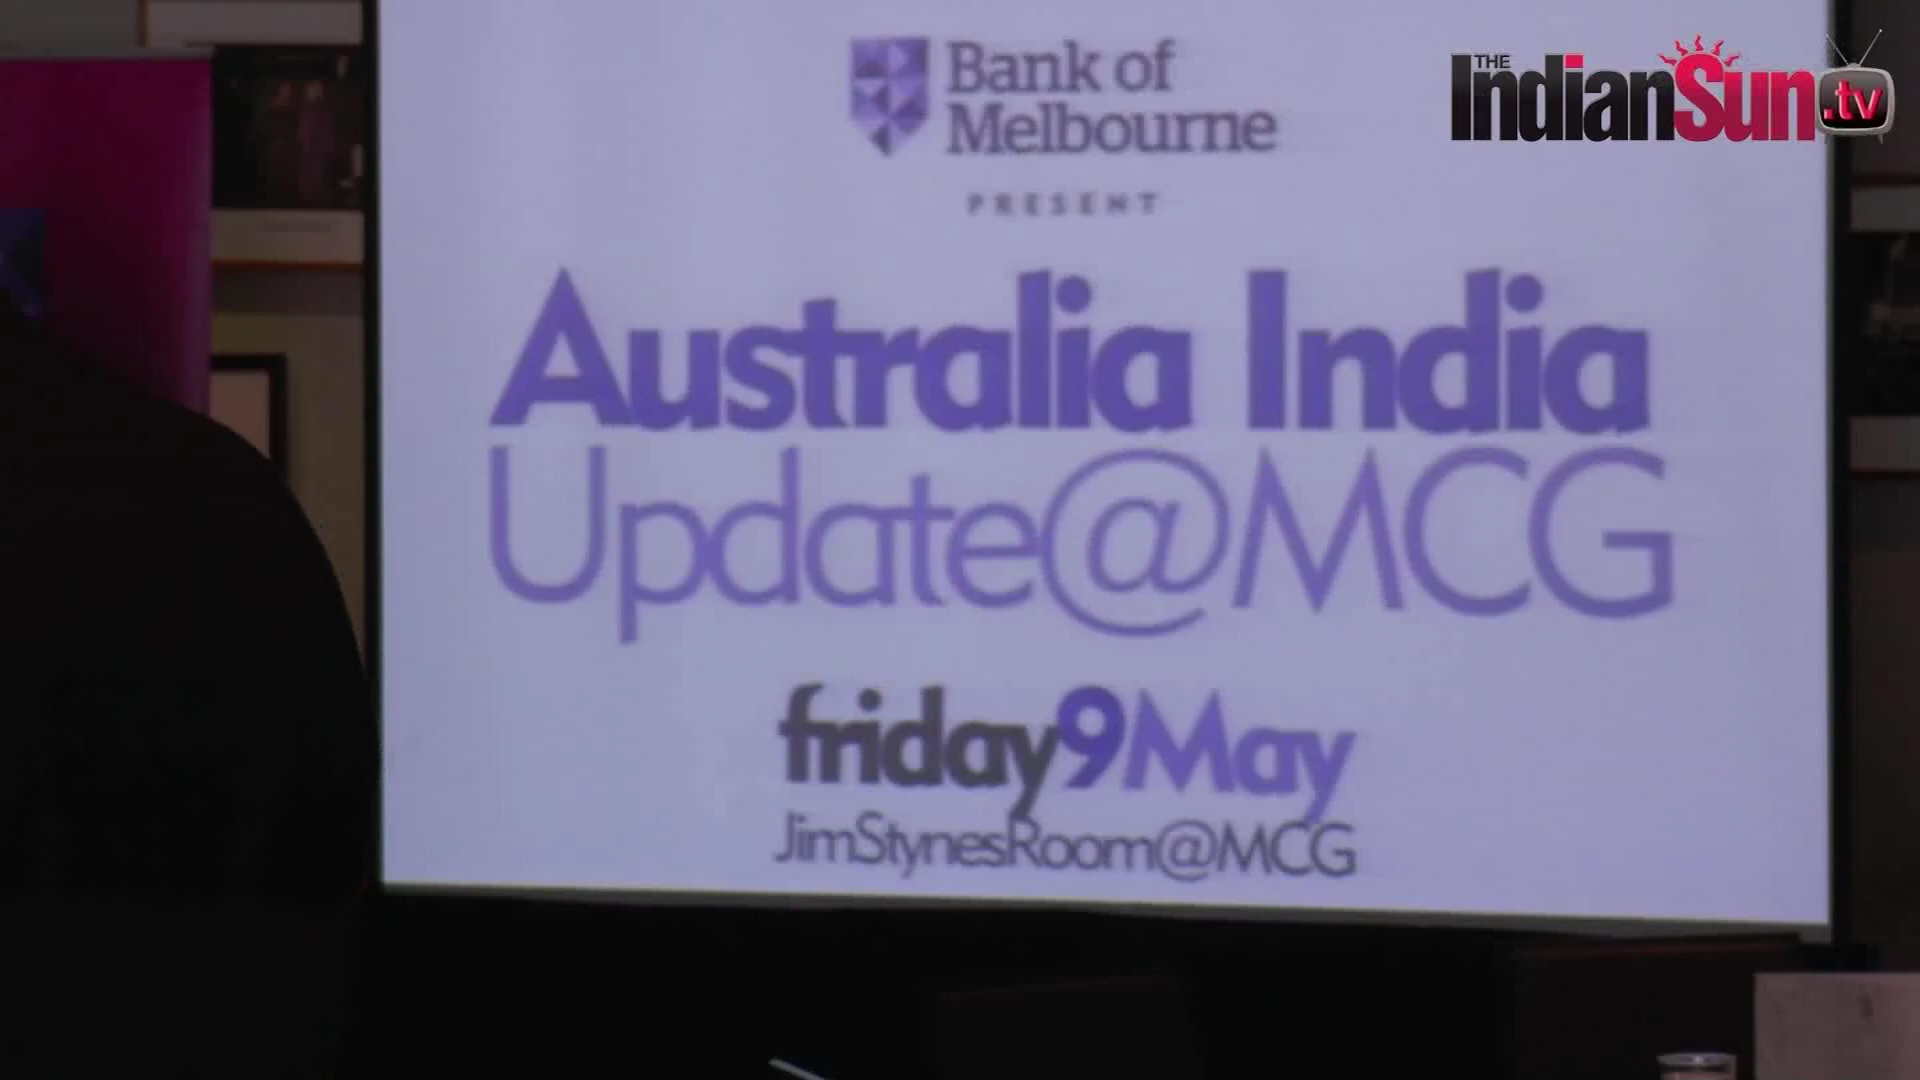 Bank of
Melbourne
PRESENT
Australia India
Update@MCG
friday9May
JimStynesRoom@MCG
THE
IndianSun.tv